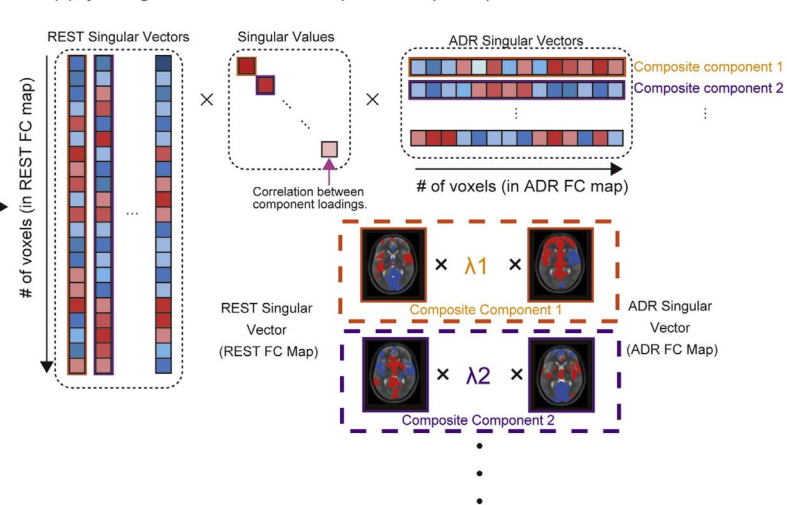 REST Singular Vectors
Singular Values
ADR Singular Vectors
Composite component 1
Composite component 2
# of voxels (in REST FC map)
×
×
Correlation between
component loadings.
# of voxels (in ADR FC map)
× λ1 ×
Composite Component 1
REST Singular
Vector
(REST FC Map)
ADR Singular
Vector
(ADR FC Map)
× λ2 ×
Composite Component 2